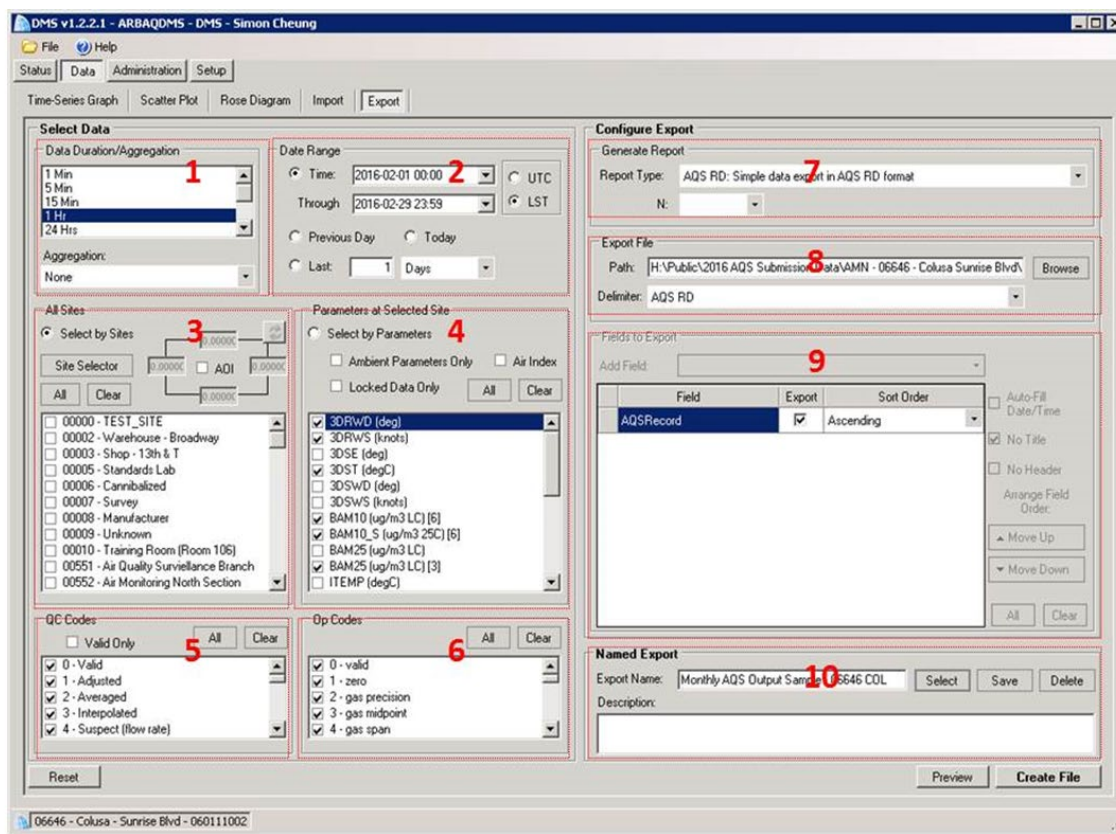 DMS v1.2.2.1 - ARBAQDMS - DMS - Simon Cheung
File Help
Status Data Administration Setup
Time-Series Graph Scatter Plot Rose Diagram Import Export
Select Data
Data Duration/Aggregation
1
1 Min
5 Min
15 Min
1 Hr
24 Hrs
Aggregation:
None
Date Range
2
Time: 2016-02-01 00:00
Through 2016-02-29 23:59
UTC
LST
Previous Day Today
Last: 1 Days
All Sites
3
Select by Sites
0.0000
Site Selector 0.0000 AOI 0.0000
All Clear 0.0000
00000 - TEST_SITE
00002 - Warehouse - Broadway
00003 - Shop - 13th & T
00005 - Standards Lab
00006 - Cannibalized
00007 - Survey
00008 - Manufacturer
00009 - Unknown
00010 - Training Room (Room 106)
00551 - Air Quality Surviellance Branch
00552 - Air Monitoring North Section
Parameters at Selected Site
4
Select by Parameters
Ambient Parameters Only Air Index
Locked Data Only All Clear
3DRWD (deg)
3DRWS (knots)
3DSE (deg)
3DST (degC)
3DSWD (deg)
3DSWS (knots)
BAM10 (ug/m3 LC) [6]
BAM10_S (ug/m3 25C) [6]
BAM25 (ug/m3 LC)
BAM25 (ug/m3 LC) [3]
ITEMP (degC)
QC Codes
5
Valid Only All Clear
0 - Valid
1 - Adjusted
2 - Averaged
3 - Interpolated
4 - Suspect (flow rate)
Op Codes
6
All Clear
0 - valid
1 - zero
2 - gas precision
3 - gas midpoint
4 - gas span
Reset
Configure Export
Generate Report
7
Report Type: AQS RD: Simple data export in AQS RD format
N:
Export File
8
Path: H:\Public\2016 AQS Submission Data\AMN - 06646 - Colusa Sunrise Blvd\ Browse
Delimiter: AQS RD
Fields to Export
9
Add Field:
Field Export Sort Order
AQSRecord Ascending
Auto-Fill
Date/Time
No Title
No Header
Arrange Field
Order:
Move Up
Move Down
All Clear
Named Export
10
Export Name: Monthly AQS Output Sample 06646 COL Select Save Delete
Description:
Preview Create File
06646 - Colusa - Sunrise Blvd - 060111002